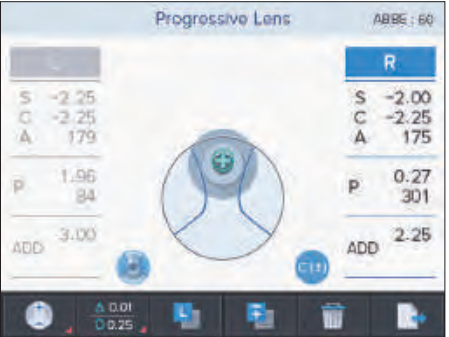 Progressive Lens
ABBE : 60
L
S -2.25
C -2.25
A 179
P 1.96
84
ADD 3.00
R
S -2.00
C -2.25
A 175
P 0.27
301
ADD 2.25
C(+)
Δ 0.01
D 0.25
L